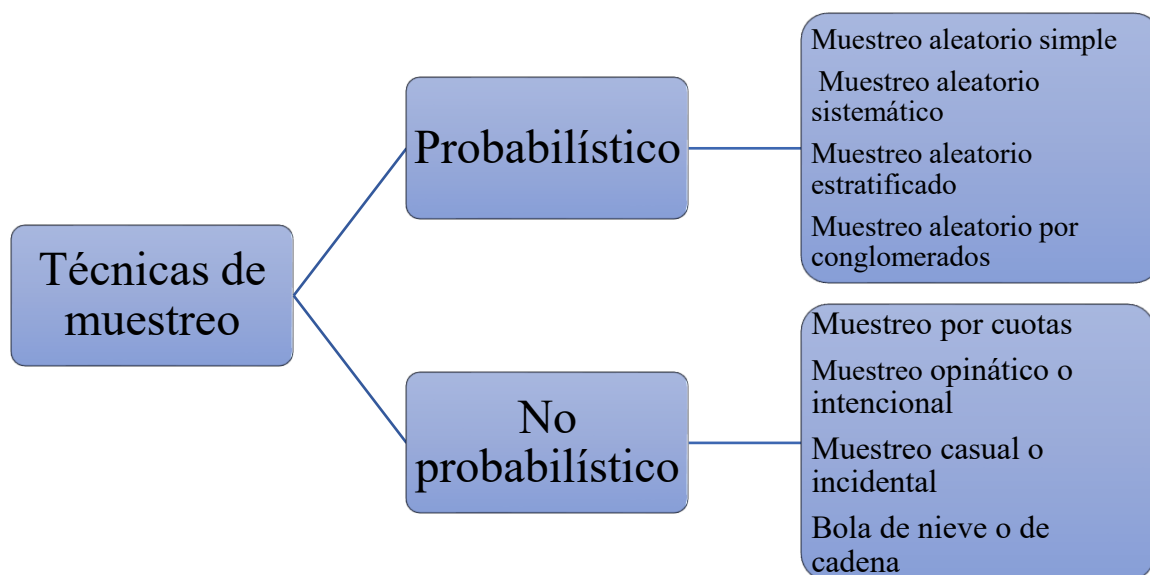 Técnicas de
muestreo
Probabilístico
Muestreo aleatorio simple
Muestreo aleatorio
sistemático
Muestreo aleatorio
estratificado
Muestreo aleatorio por
conglomerados
No
probabilístico
Muestreo por cuotas
Muestreo opinático o
intencional
Muestreo casual o
incidental
Bola de nieve o de
cadena